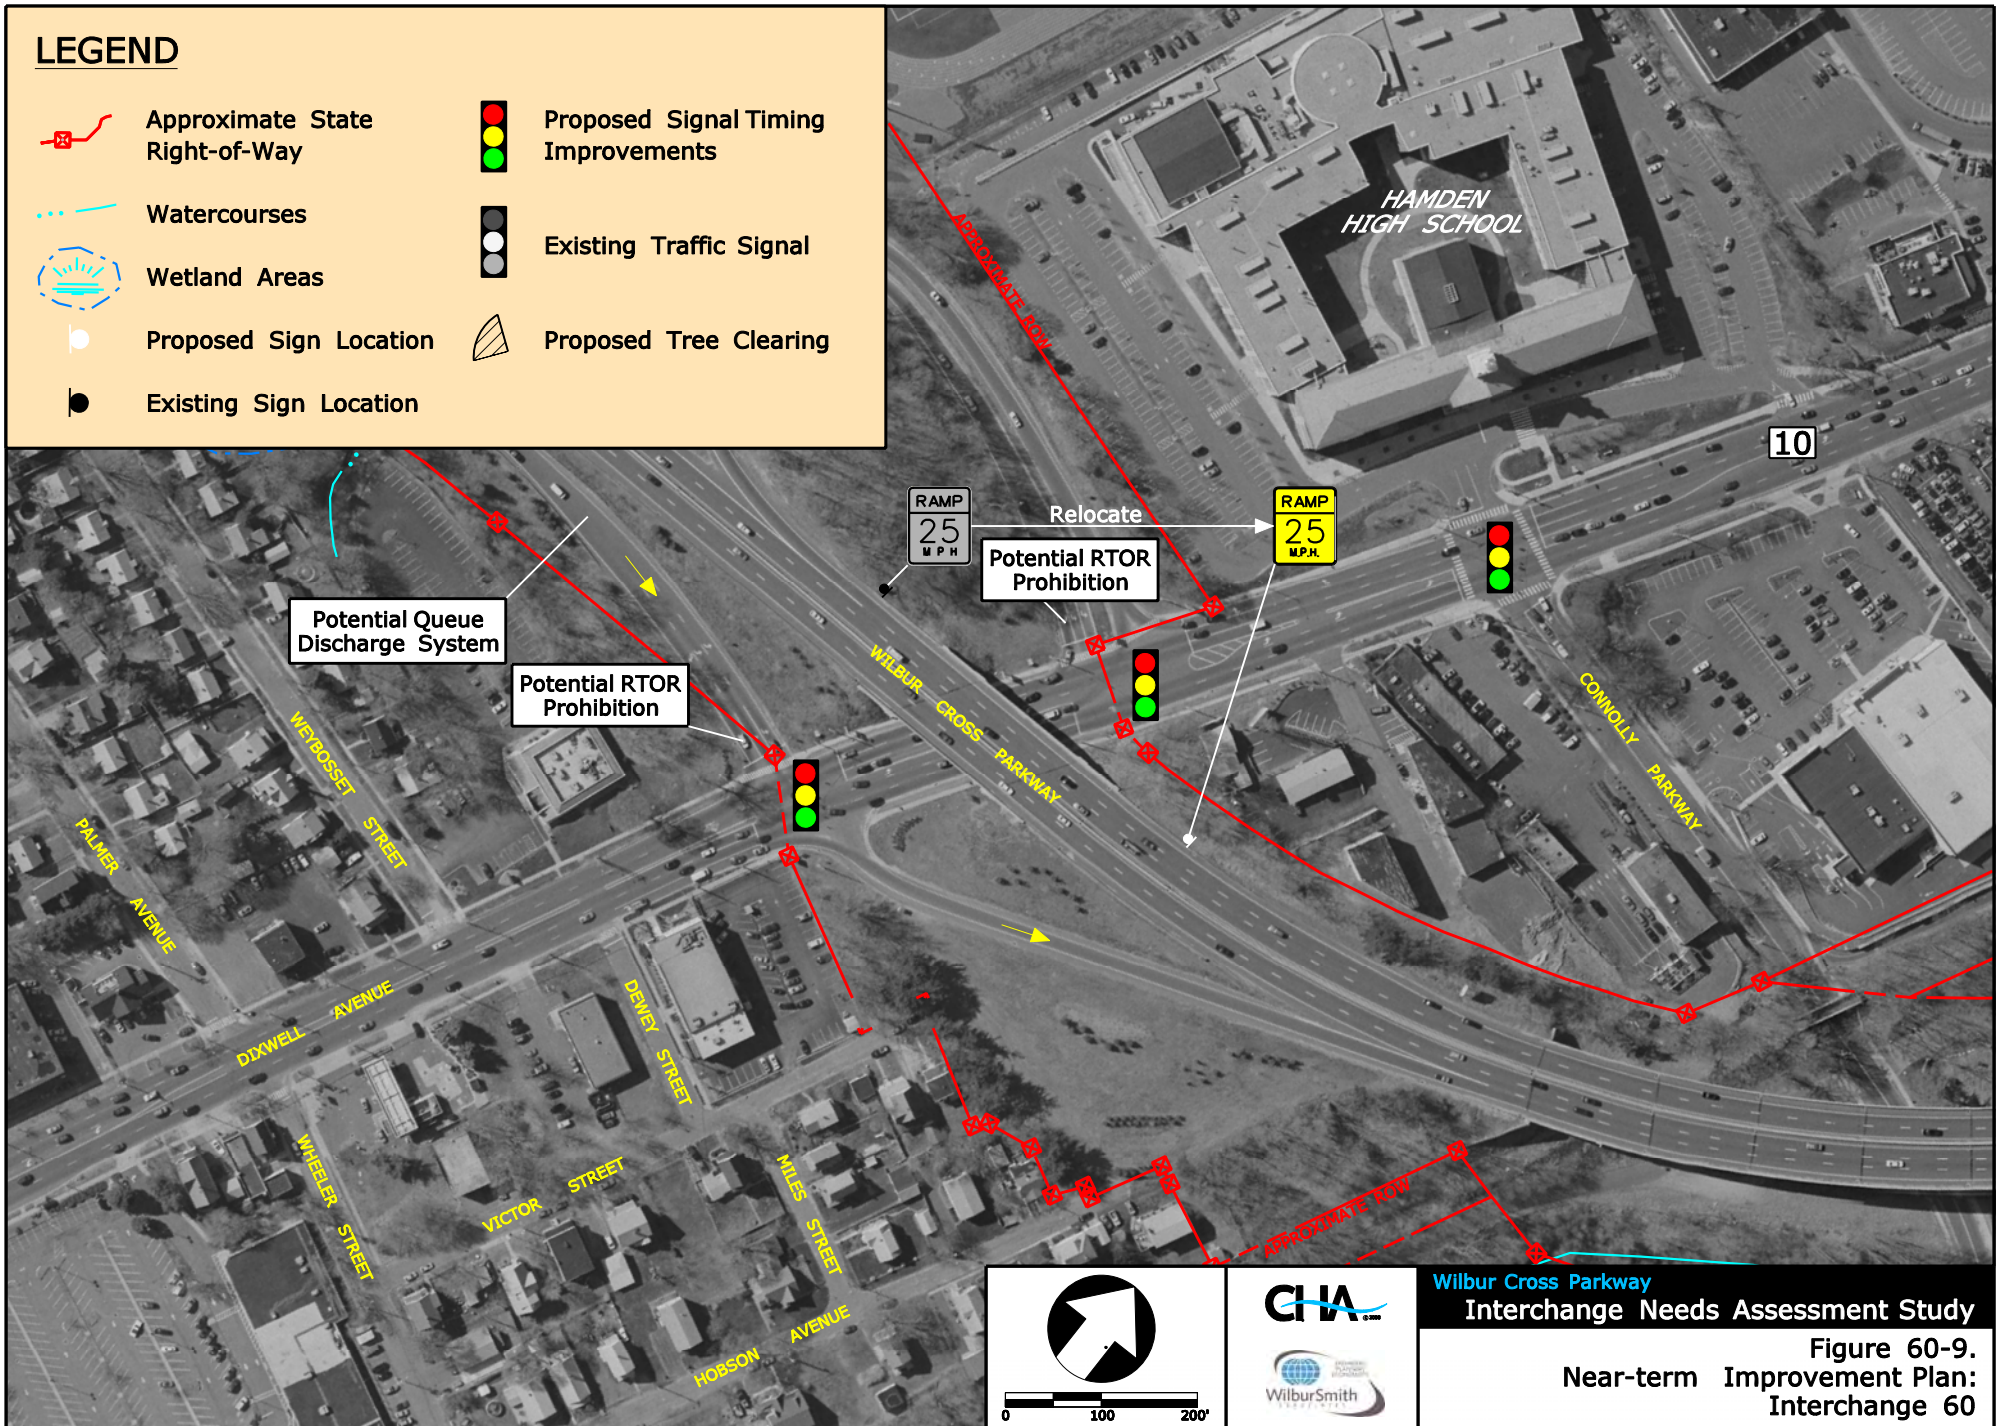 LEGEND
Approximate State
Right-of-Way
Watercourses
Wetland Areas
Proposed Sign Location
Existing Sign Location
Proposed Signal Timing
Improvements
Existing Traffic Signal
Proposed Tree Clearing
HAMDEN
HIGH SCHOOL
APPROXIMATE ROW
10
RAMP
25
M P H
Relocate
RAMP
25
M.P.H.
Potential RTOR
Prohibition
Potential Queue
Discharge System
Potential RTOR
Prohibition
WILBUR CROSS PARKWAY
CONNOLLY PARKWAY
WEYBOSSET STREET
PALMER AVENUE
DIXWELL AVENUE
DEWEY STREET
WHEELER STREET
VICTOR STREET
MILES STREET
HOBSON AVENUE
APPROXIMATE ROW
0 100 200'
CHA
WilburSmith
ASSOCIATES
Wilbur Cross Parkway
Interchange Needs Assessment Study
Figure 60-9.
Near-term Improvement Plan:
Interchange 60